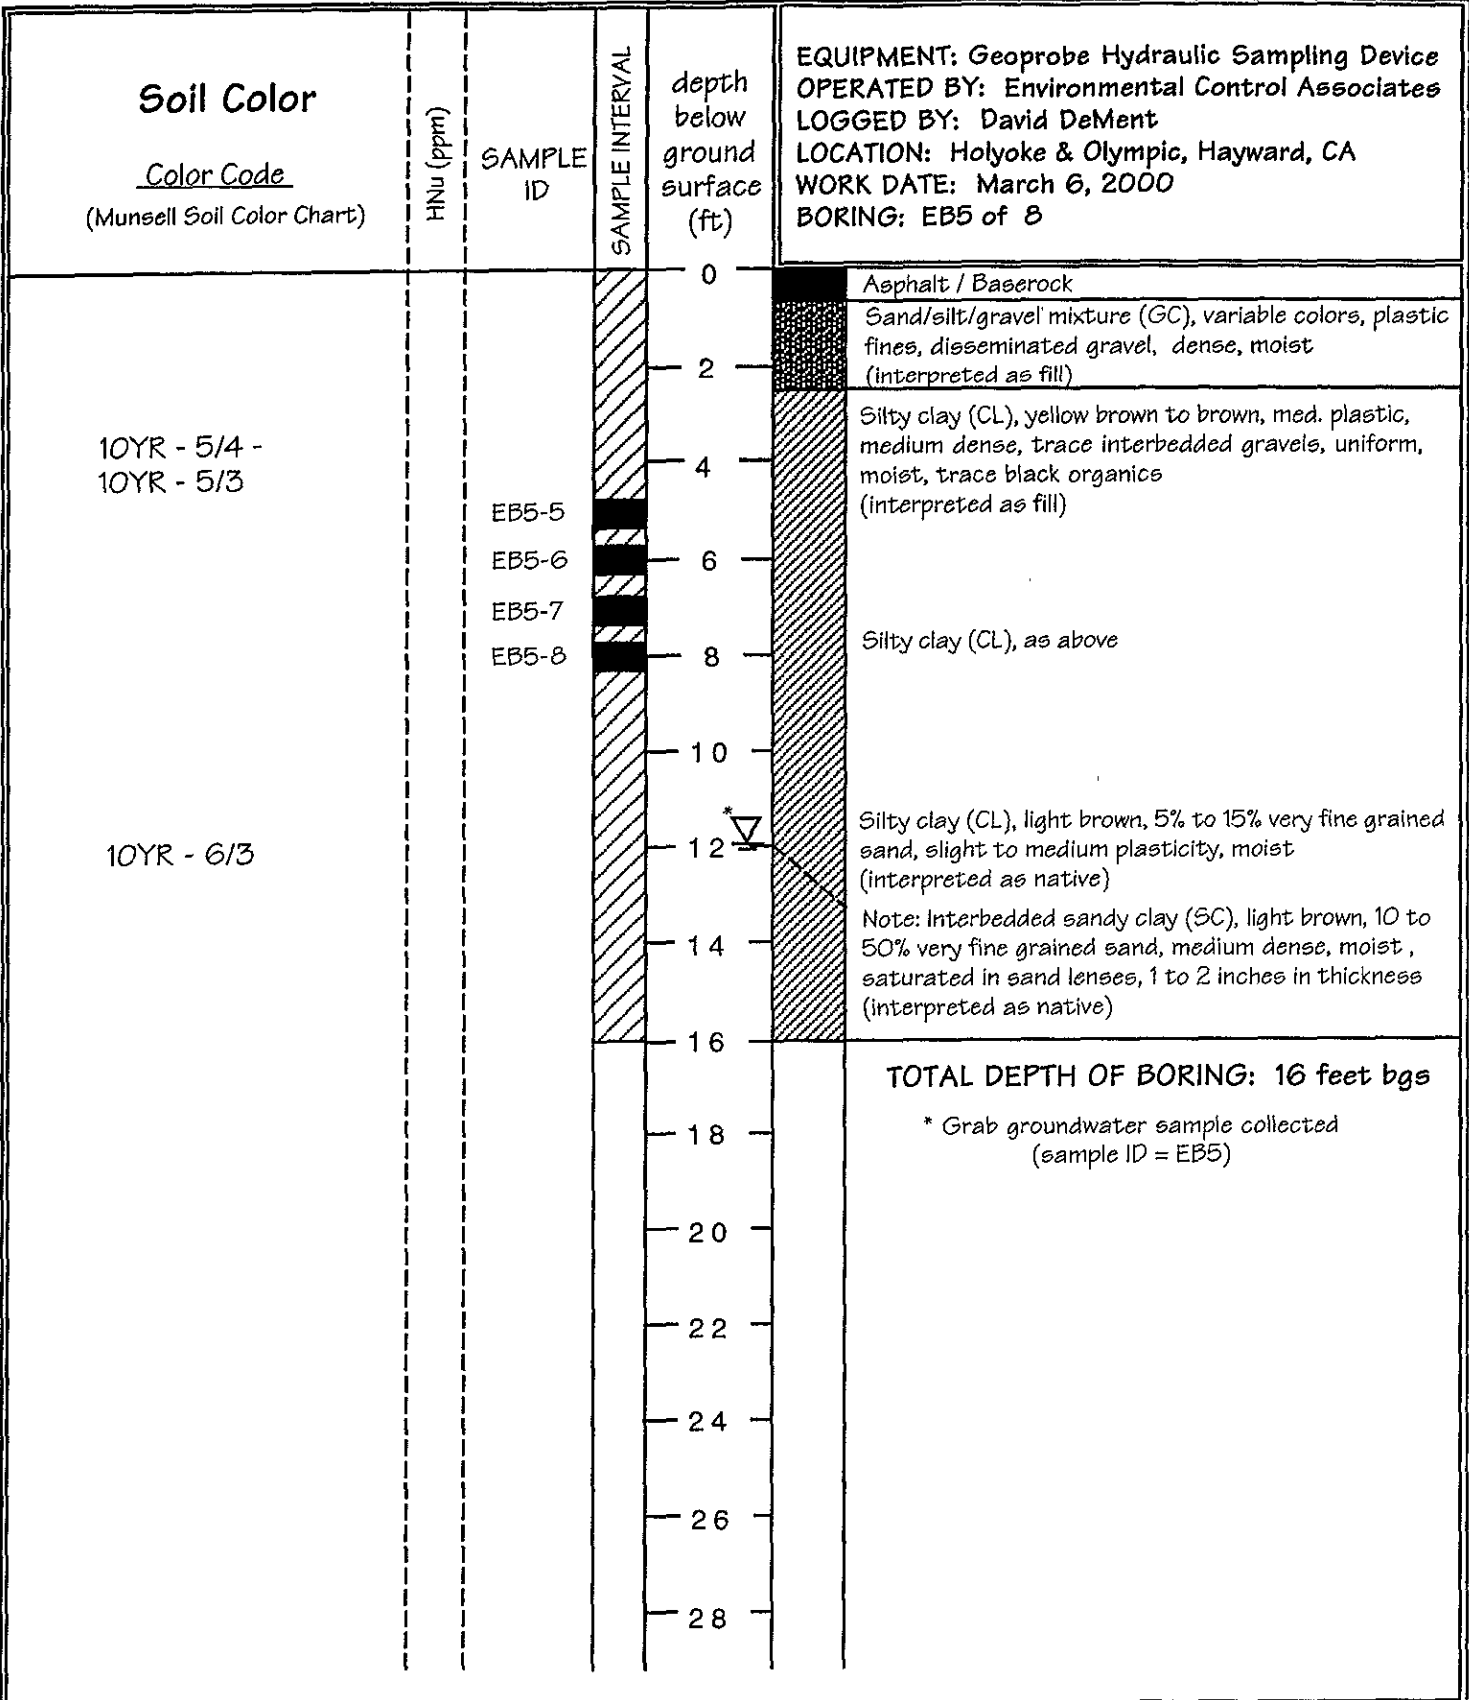 Soil Color
Color Code
(Munsell Soil Color Chart)
HNu (ppm)
SAMPLE
ID
SAMPLE INTERVAL
depth
below
ground
surface
(ft)
EQUIPMENT: Geoprobe Hydraulic Sampling Device
OPERATED BY: Environmental Control Associates
LOGGED BY: David DeMent
LOCATION: Holyoke & Olympic, Hayward, CA
WORK DATE: March 6, 2000
BORING: EB5 of 8
0
Asphalt / Baserock
Sand/silt/gravel mixture (GC), variable colors, plastic
fines, disseminated gravel, dense, moist
(interpreted as fill)
2
Silty clay (CL), yellow brown to brown, med. plastic,
medium dense, trace interbedded gravels, uniform,
moist, trace black organics
(interpreted as fill)
10YR - 5/4 -
10YR - 5/3
4
EB5-5
EB5-6
6
EB5-7
Silty clay (CL), as above
EB5-8
8
10
*
Silty clay (CL), light brown, 5% to 15% very fine grained
sand, slight to medium plasticity, moist
(interpreted as native)
10YR - 6/3
12
Note: Interbedded sandy clay (SC), light brown, 10 to
50% very fine grained sand, medium dense, moist ,
saturated in sand lenses, 1 to 2 inches in thickness
(interpreted as native)
14
16
TOTAL DEPTH OF BORING: 16 feet bgs
* Grab groundwater sample collected
(sample ID = EB5)
18
20
22
24
26
28